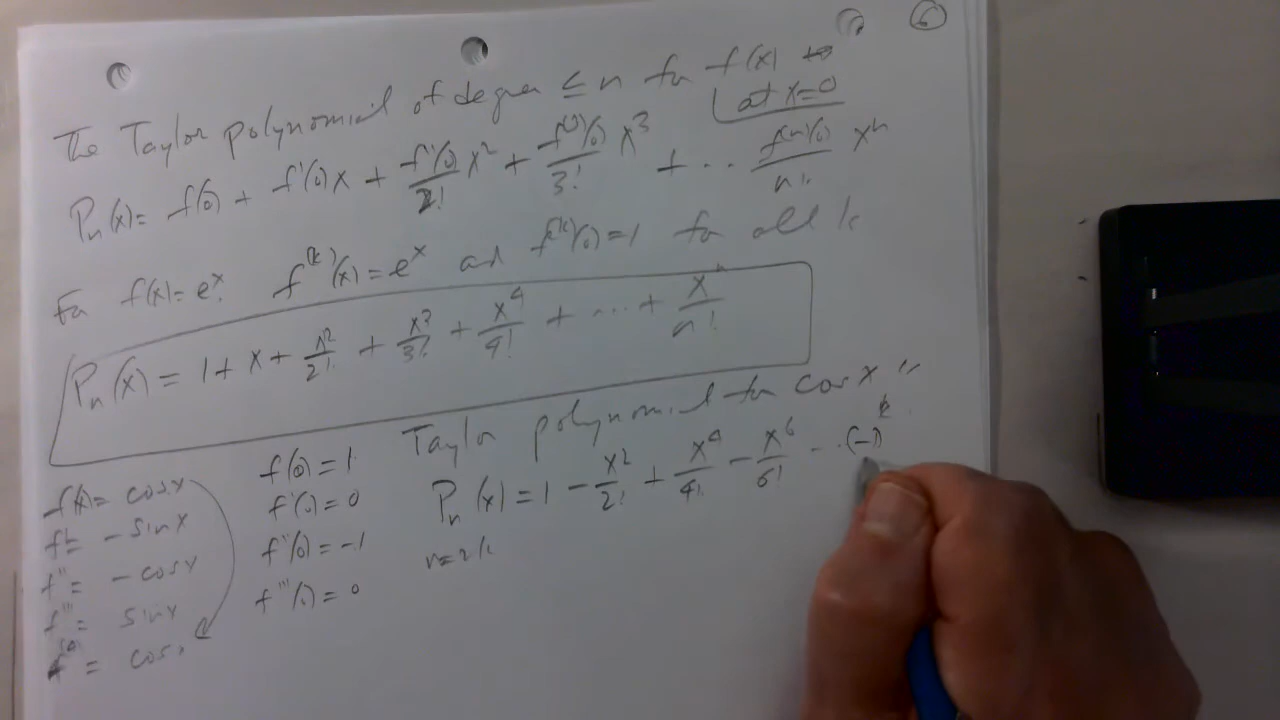 6
The Taylor polynomial of degree ≤ n for f(x)
at x=0
Pn(x) = f(0) + f'(0)x + f''(0)/2! x² + f⁽³⁾(0)/3! x³ + ... f⁽ⁿ⁾(0)/n! xⁿ
For f(x) = eˣ f⁽ᵏ⁾(x) = eˣ and f⁽ᵏ⁾(0) = 1 for all k
Pn(x) = 1 + x + x²/2! + x³/3! + x⁴/4! + ... + xⁿ/n!
Taylor polynomial for cos x is
Pn(x) = 1 - x²/2! + x⁴/4! - x⁶/6! - ... (-1)ᵏ
n=2k
f(x) = cos x f(0) = 1
f' = - sin x f'(0) = 0
f'' = - cos x f''(0) = -1
f''' = sin x f'''(0) = 0
f⁽⁴⁾ = cos x